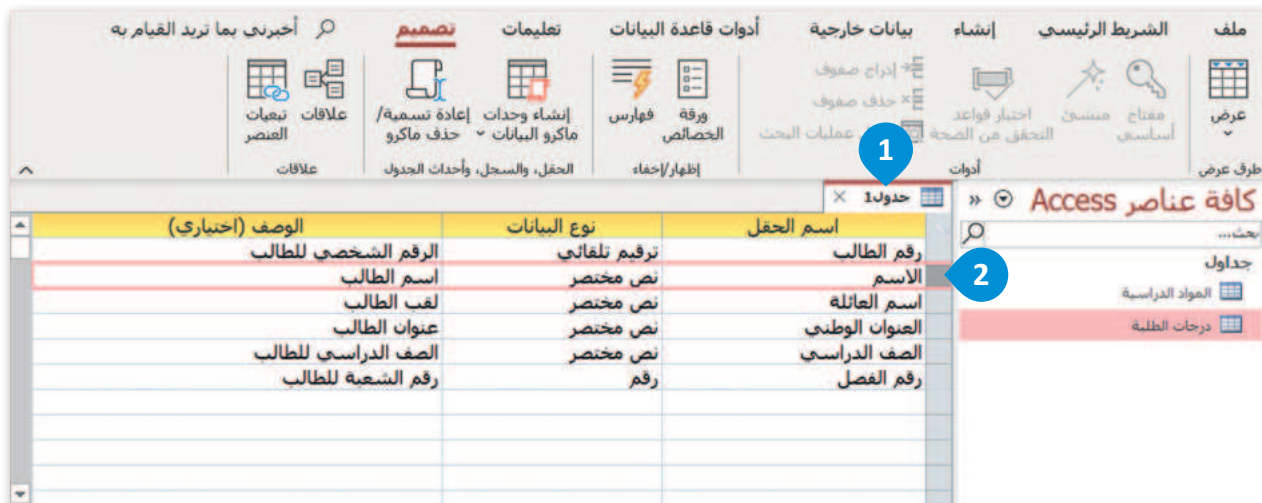 ملف الشريط الرئيسي إنشاء بيانات خارجية أدوات قاعدة البيانات تعليمات تصميم أخبرني بما تريد القيام به
عرض
مفتاح أساسي
منشئ
اختبار قواعد التحقق من الصحة
إدراج صفوف
حذف صفوف
عمليات البحث
ورقة الخصائص
فهارس
إنشاء وحدات ماكرو البيانات
إعادة تسمية/ حذف ماكرو
علاقات
تبعيات العنصر
طرق عرض أدوات إظهار/إخفاء الحقل، والسجل، وأحداث الجدول علاقات
1
كافة عناصر Access
بحث...
جداول
المواد الدراسية
درجات الطلبة
جدول1
2
اسم الحقل نوع البيانات الوصف (اختياري)
رقم الطالب ترقيم تلقائي الرقم الشخصي للطالب
الاسم نص مختصر اسم الطالب
اسم العائلة نص مختصر لقب الطالب
العنوان الوطني نص مختصر عنوان الطالب
الصف الدراسي نص مختصر الصف الدراسي للطالب
رقم الفصل رقم رقم الشعبة للطالب